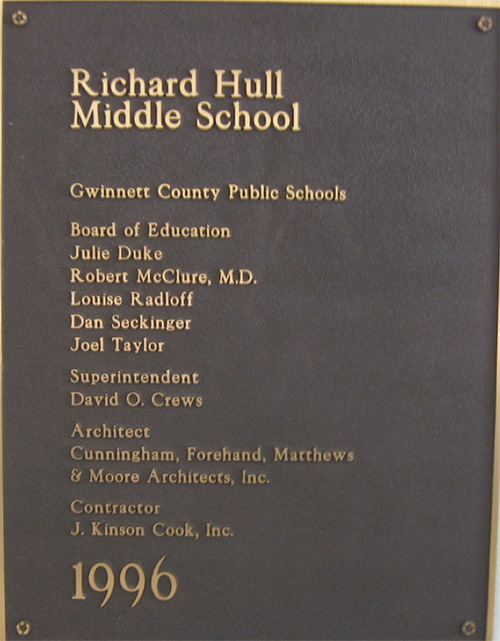 Richard Hull
Middle School
Gwinnett County Public Schools
Board of Education
Julie Duke
Robert McClure, M.D.
Louise Radloff
Dan Seckinger
Joel Taylor
Superintendent
David O. Crews
Architect
Cunningham, Forehand, Matthews
& Moore Architects, Inc.
Contractor
J. Kinson Cook, Inc.
1996